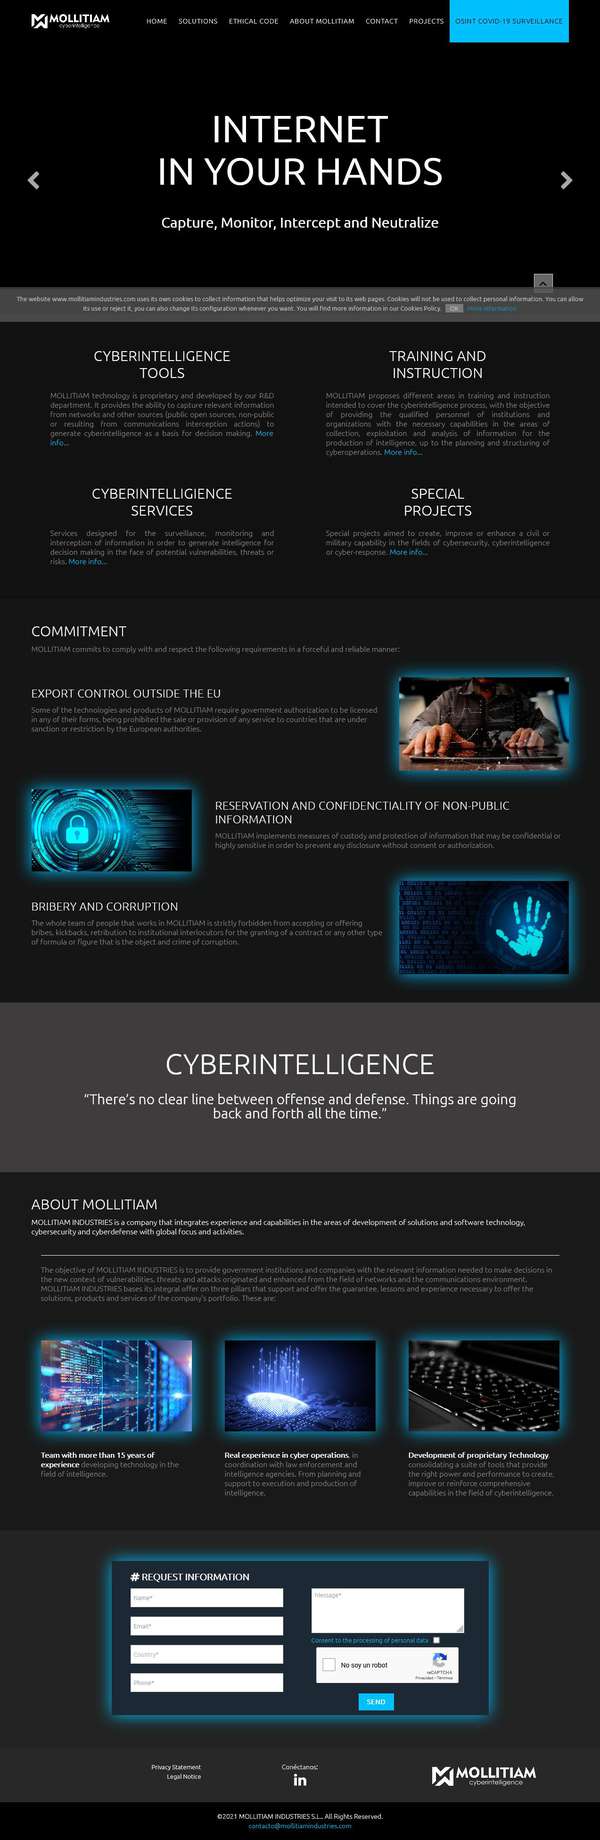 MOLLITIAM
cyberintelligence
HOME SOLUTIONS ETHICAL CODE ABOUT MOLLITIAM CONTACT PROJECTS OSINT COVID-19 SURVEILLANCE
INTERNET
IN YOUR HANDS
Capture, Monitor, Intercept and Neutralize
The website www.mollitiamindustries.com uses its own cookies to collect information that helps optimize your visit to its web pages. Cookies will not be used to collect personal information. You can allow
its use or reject it, you can also change its configuration whenever you want. You will find more information in our Cookies Policy. OK More information
CYBERINTELLIGENCE
TOOLS
MOLLITIAM technology is proprietary and developed by our R&D
department. It provides the ability to capture relevant information
from networks and other sources (public open sources, non-public
or resulting from communications interception actions) to
generate cyberintelligence as a basis for decision making. More
info...
TRAINING AND
INSTRUCTION
MOLLITIAM proposes different areas in training and instruction
intended to cover the cyberintelligence process, with the objective
of providing the qualified personnel of institutions and
organizations with the necessary capabilities in the areas of
collection, exploitation and analysis of information for the
production of intelligence, up to the planning and structuring of
cyberoperations. More info...
CYBERINTELLIGIENCE
SERVICES
Services designed for the surveillance, monitoring and
interception of information in order to generate intelligence for
decision making in the face of potential vulnerabilities, threats or
risks. More info...
SPECIAL
PROJECTS
Special projects aimed to create, improve or enhance a civil or
military capability in the fields of cybersecurity, cyberintelligence
or cyber-response. More info...
COMMITMENT
MOLLITIAM commits to comply with and respect the following requirements in a forceful and reliable manner:
EXPORT CONTROL OUTSIDE THE EU
Some of the technologies and products of MOLLITIAM require government authorization to be licensed
in any of their forms, being prohibited the sale or provision of any service to countries that are under
sanction or restriction by the European authorities.
RESERVATION AND CONFIDENCTIALITY OF NON-PUBLIC
INFORMATION
MOLLITIAM implements measures of custody and protection of information that may be confidential or
highly sensitive in order to prevent any disclosure without consent or authorization.
BRIBERY AND CORRUPTION
The whole team of people that works in MOLLITIAM is strictly forbidden from accepting or offering
bribes, kickbacks, retribution to institutional interlocutors for the granting of a contract or any other type
of formula or figure that is the object and crime of corruption.
CYBERINTELLIGENCE
“There’s no clear line between offense and defense. Things are going
back and forth all the time.”
ABOUT MOLLITIAM
MOLLITIAM INDUSTRIES is a company that integrates experience and capabilities in the areas of development of solutions and software technology,
cybersecurity and cyberdefense with global focus and activities.
The objective of MOLLITIAM INDUSTRIES is to provide government institutions and companies with the relevant information needed to make decisions in
the new context of vulnerabilities, threats and attacks originated and enhanced from the field of networks and the communications environment.
MOLLITIAM INDUSTRIES bases its integral offer on three pillars that support and offer the guarantee, lessons and experience necessary to offer the
solutions, products and services of the company's portfolio. These are:
Team with more than 15 years of
experience developing technology in the
field of intelligence.
Real experience in cyber operations, in
coordination with law enforcement and
intelligence agencies. From planning and
support to execution and production of
intelligence.
Development of proprietary Technology,
consolidating a suite of tools that provide
the right power and performance to create,
improve or reinforce comprehensive
capabilities in the field of cyberintelligence.
# REQUEST INFORMATION
Name*
Email*
Country*
Phone*
Message*
Consent to the processing of personal data
No soy un robot
reCAPTCHA
Privacidad - Términos
SEND
Privacy Statement
Legal Notice
Conéctanos:
in
MOLLITIAM
cyberintelligence
©2021 MOLLITIAM INDUSTRIES S.L.. All Rights Reserved.
contacto@mollitiamindustries.com